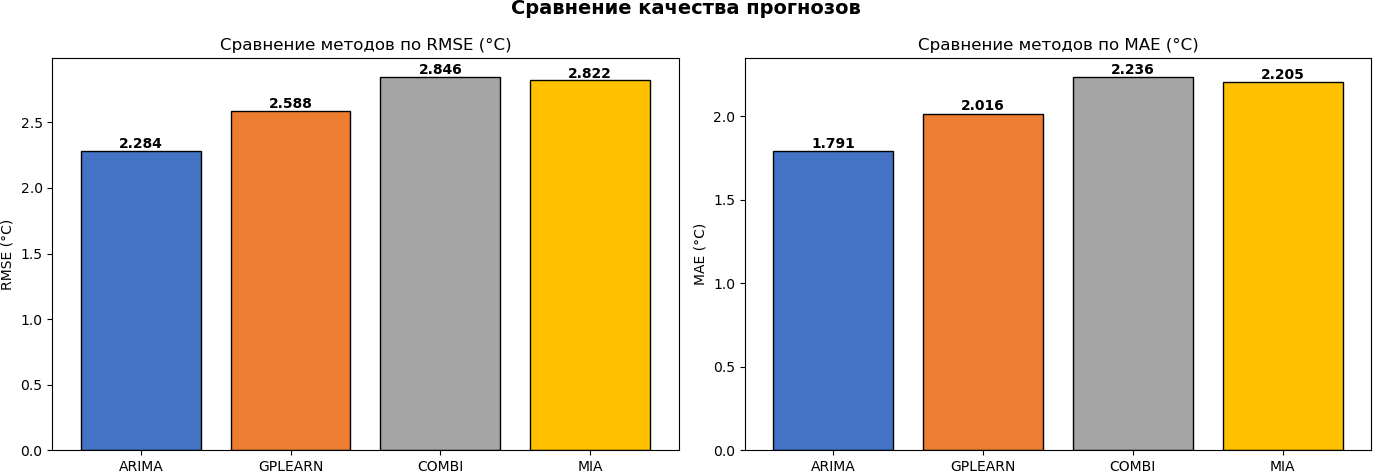 Сравнение качества прогнозов
Сравнение методов по RMSE (°C)
RMSE (°C)
2.5
2.0
1.5
1.0
0.5
0.0
2.284
2.588
2.846
2.822
ARIMA
GPLEARN
COMBI
MIA
Сравнение методов по MAE (°C)
MAE (°C)
2.0
1.5
1.0
0.5
0.0
1.791
2.016
2.236
2.205
ARIMA
GPLEARN
COMBI
MIA